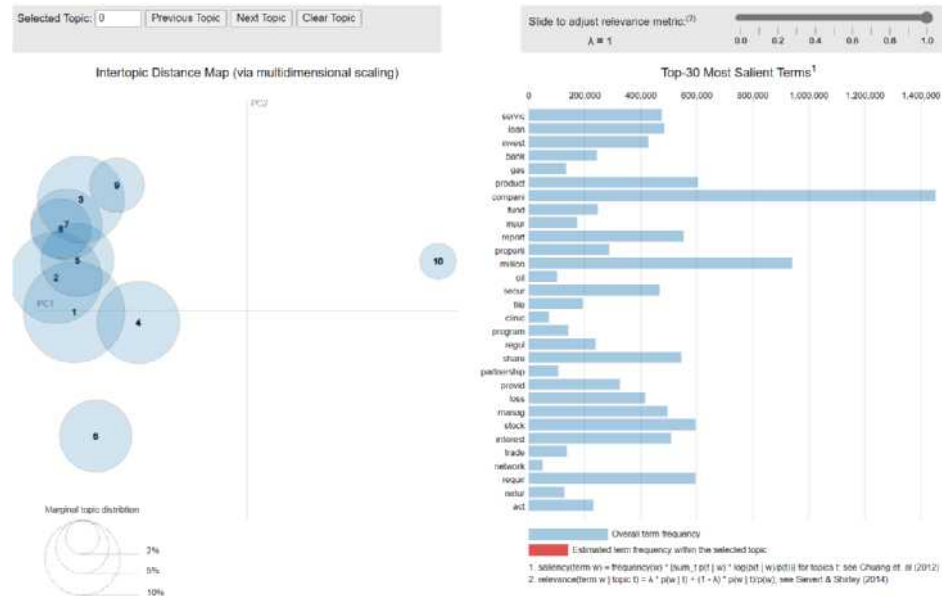 Selected Topic: 0 Previous Topic Next Topic Clear Topic
Slide to adjust relevance metric:(2)
λ = 1
0.0 0.2 0.4 0.6 0.8 1.0
Intertopic Distance Map (via multidimensional scaling)
PC2
PC1
9
3
7
8
5
2
1
4
10
6
Marginal topic distribtion
2%
5%
10%
Top-30 Most Salient Terms1
0 200,000 400,000 600,000 800,000 1,000,000 1,200,000 1,400,000
servic
loan
invest
bank
gas
product
compani
fund
insur
report
properti
million
oil
secur
file
clinic
program
regul
share
partnership
provid
loss
manag
stock
interest
trade
network
requir
natur
Overall term frequency
Estimated term frequency within the selected topic
1. saliency(term w) = frequency(w) * [sum_t p(t | w) * log(p(t | w)/p(t))] for topics t; see Chuang et. al (2012)
2. relevance(term w | topic t) = λ * p(w | t) + (1 - λ) * p(w | t)/p(w); see Sievert & Shirley (2014)